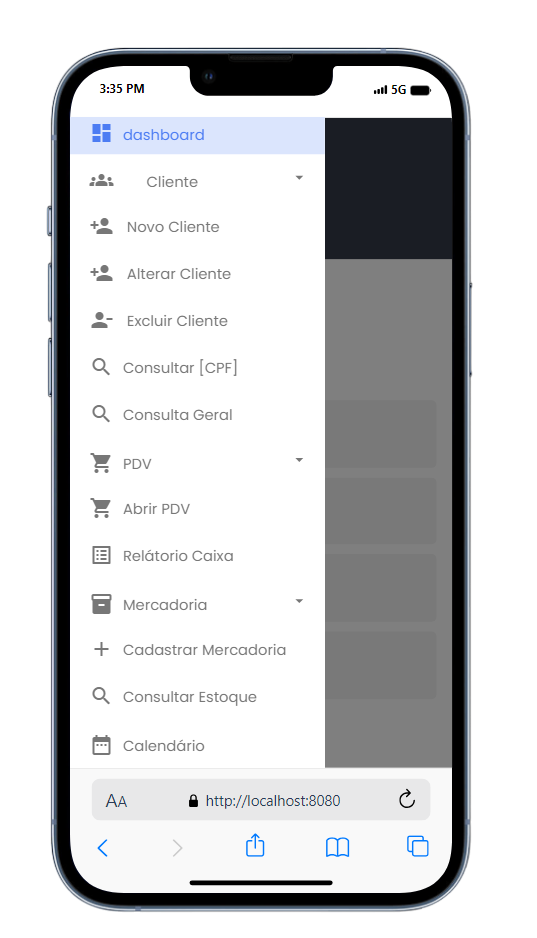 3:35 PM
5G
dashboard
Cliente
Novo Cliente
Alterar Cliente
Excluir Cliente
Consultar [CPF]
Consulta Geral
PDV
Abrir PDV
Relátorio Caixa
Mercadoria
Cadastrar Mercadoria
Consultar Estoque
Calendário
AA http://localhost:8080